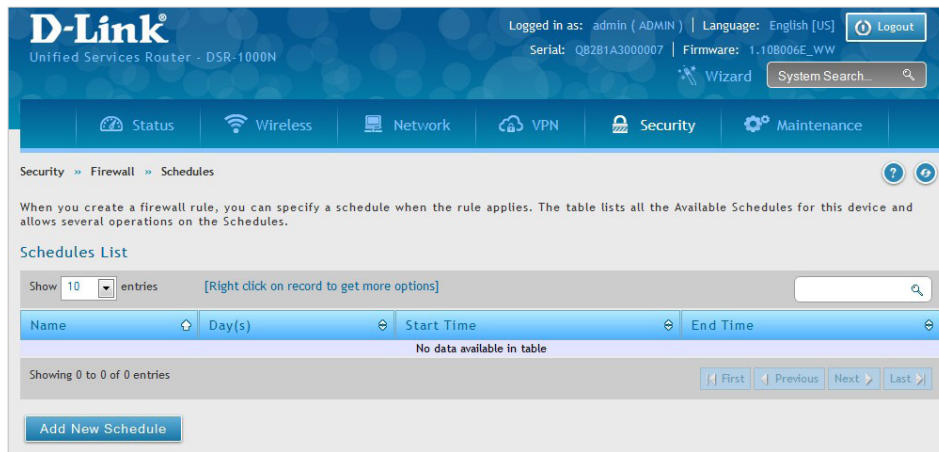 D-Link®
Unified Services Router - DSR-1000N
Logged in as: admin ( ADMIN ) | Language: English [US]
Logout
Serial: QB2B1A3000007 | Firmware: 1.10B006E_WW
Wizard
System Search...
Status
Wireless
Network
VPN
Security
Maintenance
Security » Firewall » Schedules
?
When you create a firewall rule, you can specify a schedule when the rule applies. The table lists all the Available Schedules for this device and
allows several operations on the Schedules.
Schedules List
Show 10 entries [Right click on record to get more options]
Name Day(s) Start Time End Time
No data available in table
Showing 0 to 0 of 0 entries
First Previous Next Last
Add New Schedule